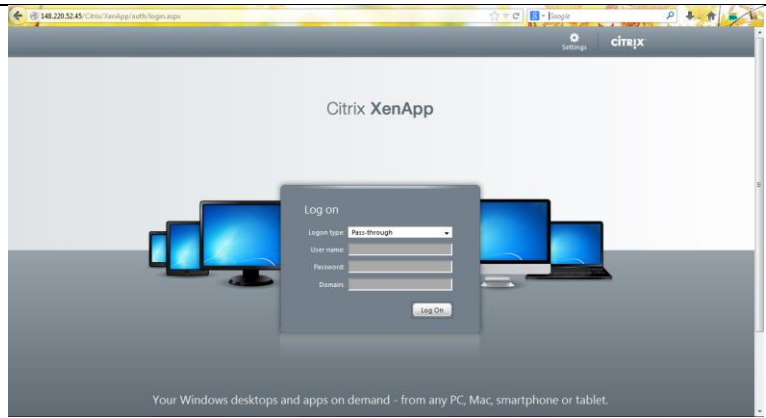 148.220.52.45/Citrix/XenApp/auth/login.aspx
Google
Settings
CITRIX
Citrix XenApp
Log on
Logon type: Pass-through
User name:
Password:
Domain:
Log On
Your Windows desktops and apps on demand - from any PC, Mac, smartphone or tablet.